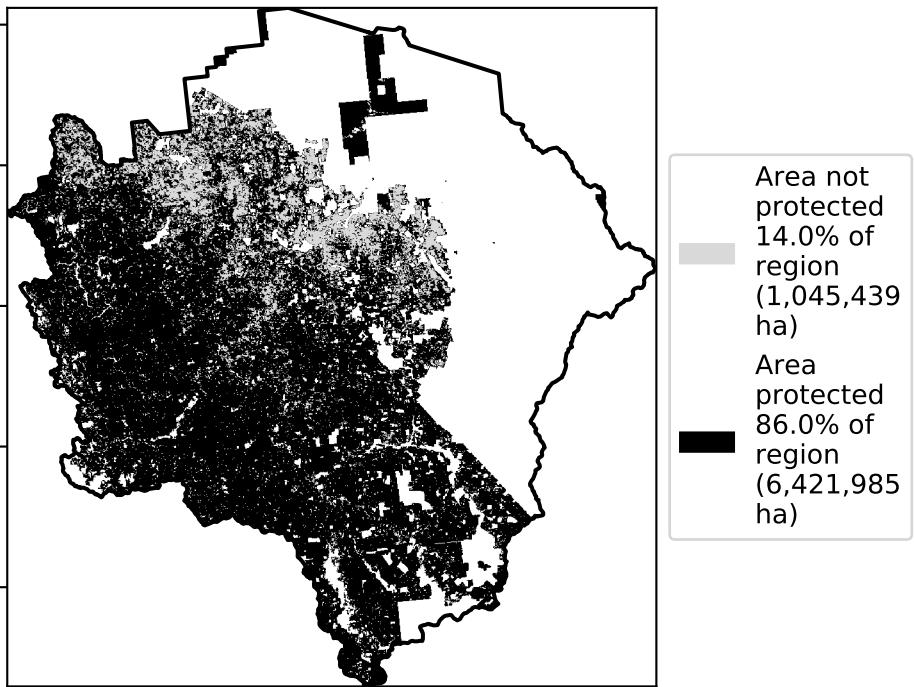 Area not
protected
14.0% of
region
(1,045,439
ha)
Area
protected
86.0% of
region
(6,421,985
ha)